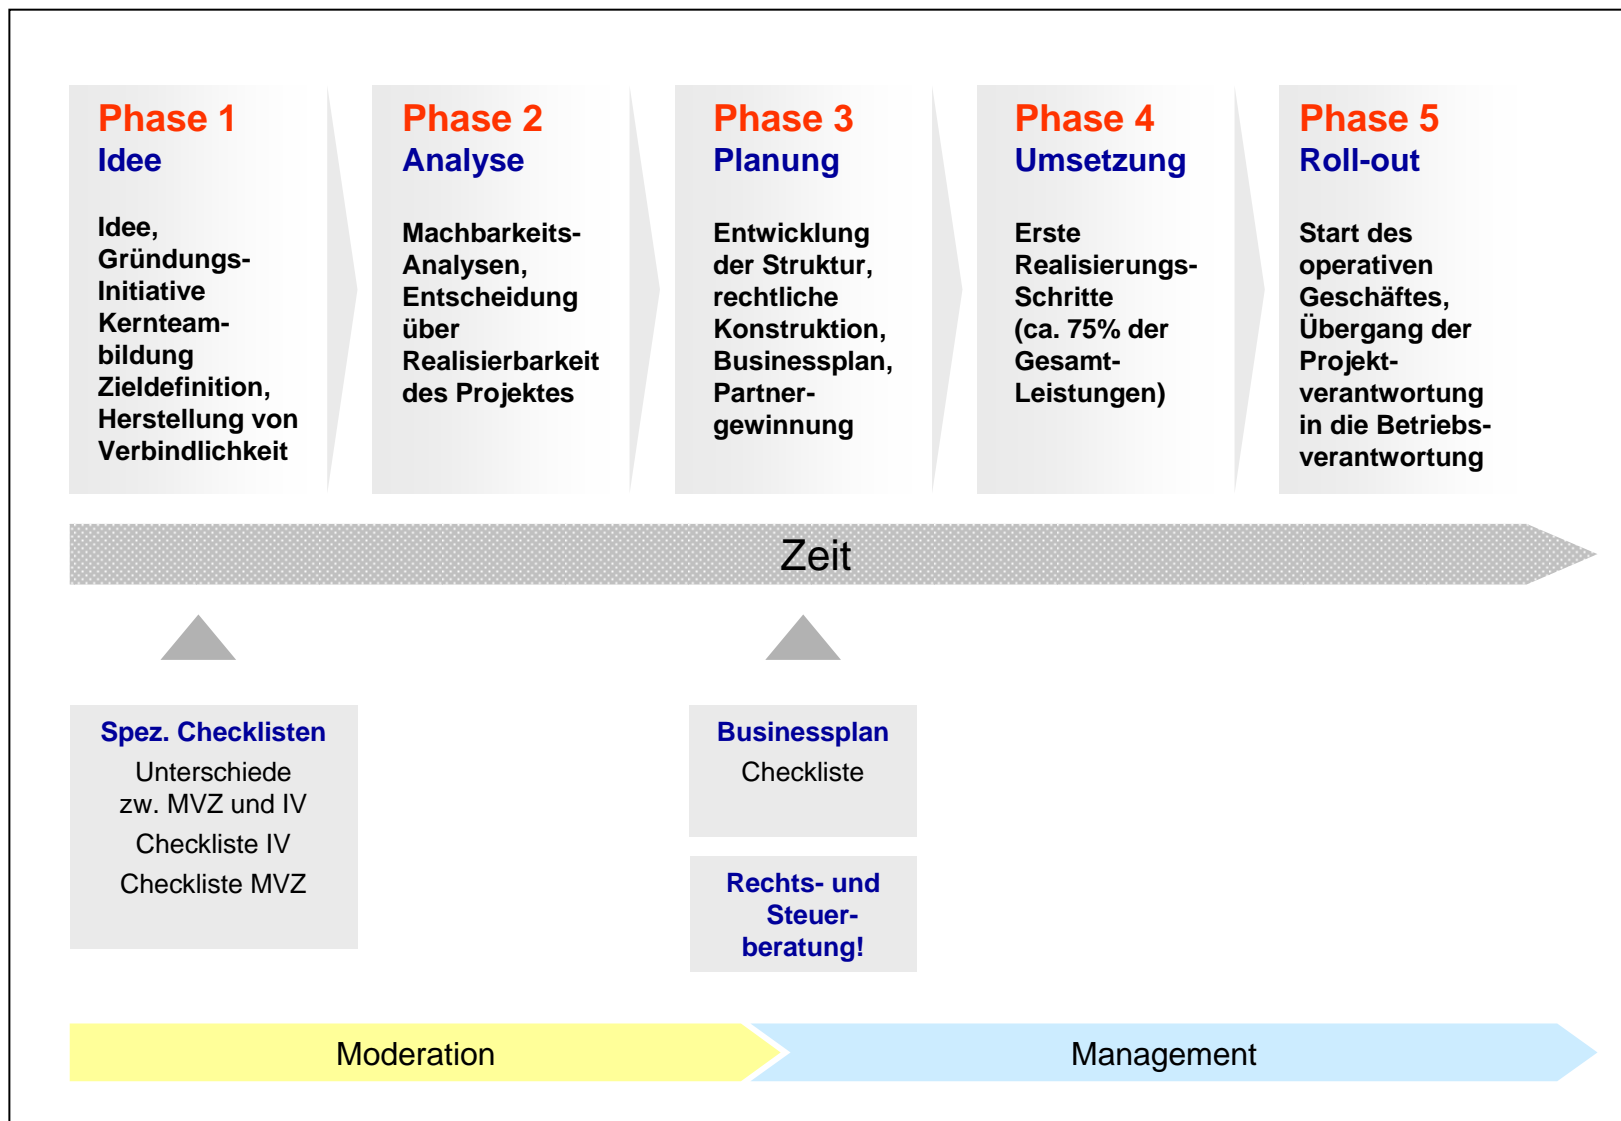 Phase 1
Idee
Idee,
Gründungs-
Initiative
Kernteam-
bildung
Zieldefinition,
Herstellung von
Verbindlichkeit
Phase 2
Analyse
Machbarkeits-
Analysen,
Entscheidung
über
Realisierbarkeit
des Projektes
Phase 3
Planung
Entwicklung
der Struktur,
rechtliche
Konstruktion,
Businessplan,
Partner-
gewinnung
Phase 4
Umsetzung
Erste
Realisierungs-
Schritte
(ca. 75% der
Gesamt-
Leistungen)
Phase 5
Roll-out
Start des
operativen
Geschäftes,
Übergang der
Projekt-
verantwortung
in die Betriebs-
verantwortung
Zeit
Spez. Checklisten
Unterschiede
zw. MVZ und IV
Checkliste IV
Checkliste MVZ
Businessplan
Checkliste
Rechts- und
Steuer-
beratung!
Moderation
Management